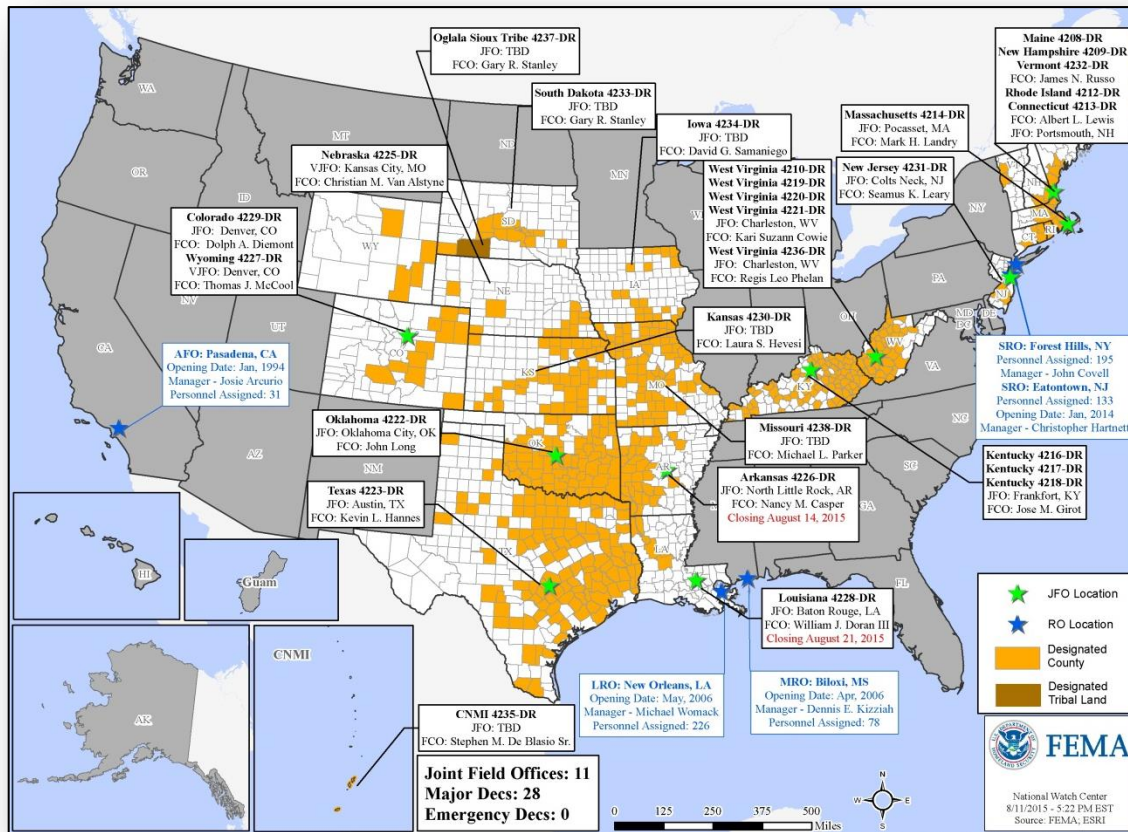 Oglala Sioux Tribe 4237-DR
JFO: TBD
FCO: Gary R. Stanley
South Dakota 4233-DR
JFO: TBD
FCO: Gary R. Stanley
Iowa 4234-DR
JFO: TBD
FCO: David G. Samaniego
Maine 4208-DR
New Hampshire 4209-DR
Vermont 4232-DR
FCO: James N. Russo
Rhode Island 4212-DR
Connecticut 4213-DR
FCO: Albert L. Lewis
JFO: Portsmouth, NH
Massachusetts 4214-DR
JFO: Pocasset, MA
FCO: Mark H. Landry
New Jersey 4231-DR
JFO: Colts Neck, NJ
FCO: Seamus K. Leary
Nebraska 4225-DR
VJFO: Kansas City, MO
FCO: Christian M. Van Alstyne
West Virginia 4210-DR
West Virginia 4219-DR
West Virginia 4220-DR
West Virginia 4221-DR
JFO: Charleston, WV
FCO: Kari Suzann Cowie
West Virginia 4236-DR
JFO: Charleston, WV
FCO: Regis Leo Phelan
Colorado 4229-DR
JFO: Denver, CO
FCO: Dolph A. Diemont
Wyoming 4227-DR
VJFO: Denver, CO
FCO: Thomas J. McCool
Kansas 4230-DR
JFO: TBD
FCO: Laura S. Hevesi
AFO: Pasadena, CA
Opening Date: Jan, 1994
Manager - Josie Arcurio
Personnel Assigned: 31
SRO: Forest Hills, NY
Personnel Assigned: 195
Manager - John Covell
SRO: Eatontown, NJ
Personnel Assigned: 133
Opening Date: Jan, 2014
Manager - Christopher Hartnett
Oklahoma 4222-DR
JFO: Oklahoma City, OK
FCO: John Long
Missouri 4238-DR
JFO: TBD
FCO: Michael L. Parker
Kentucky 4216-DR
Kentucky 4217-DR
Kentucky 4218-DR
JFO: Frankfort, KY
FCO: Jose M. Girot
Texas 4223-DR
JFO: Austin, TX
FCO: Kevin L. Hannes
Arkansas 4226-DR
JFO: North Little Rock, AR
FCO: Nancy M. Casper
Closing August 14, 2015
Louisiana 4228-DR
JFO: Baton Rouge, LA
FCO: William J. Doran III
Closing August 21, 2015
LRO: New Orleans, LA
Opening Date: May, 2006
Manager - Michael Womack
Personnel Assigned: 226
MRO: Biloxi, MS
Opening Date: Apr, 2006
Manager - Dennis E. Kizziah
Personnel Assigned: 78
CNMI 4235-DR
JFO: TBD
FCO: Stephen M. De Blasio Sr.
Joint Field Offices: 11
Major Decs: 28
Emergency Decs: 0
WA
MT
OR
ID
WY
SD
MN
NY
VT
NH
MA
CT
RI
PA
NJ
MD
DE
DC
NV
UT
CA
CO
NE
IA
KS
MO
OH
WV
VA
KY
NC
SC
GA
FL
AZ
NM
OK
AR
TX
LA
HI
Guam
AK
CNMI
JFO Location
RO Location
Designated
County
Designated
Tribal Land
FEMA
National Watch Center
8/11/2015 - 5:22 PM EST
Source: FEMA; ESRI
N
W
E
S
0 125 250 500
Miles